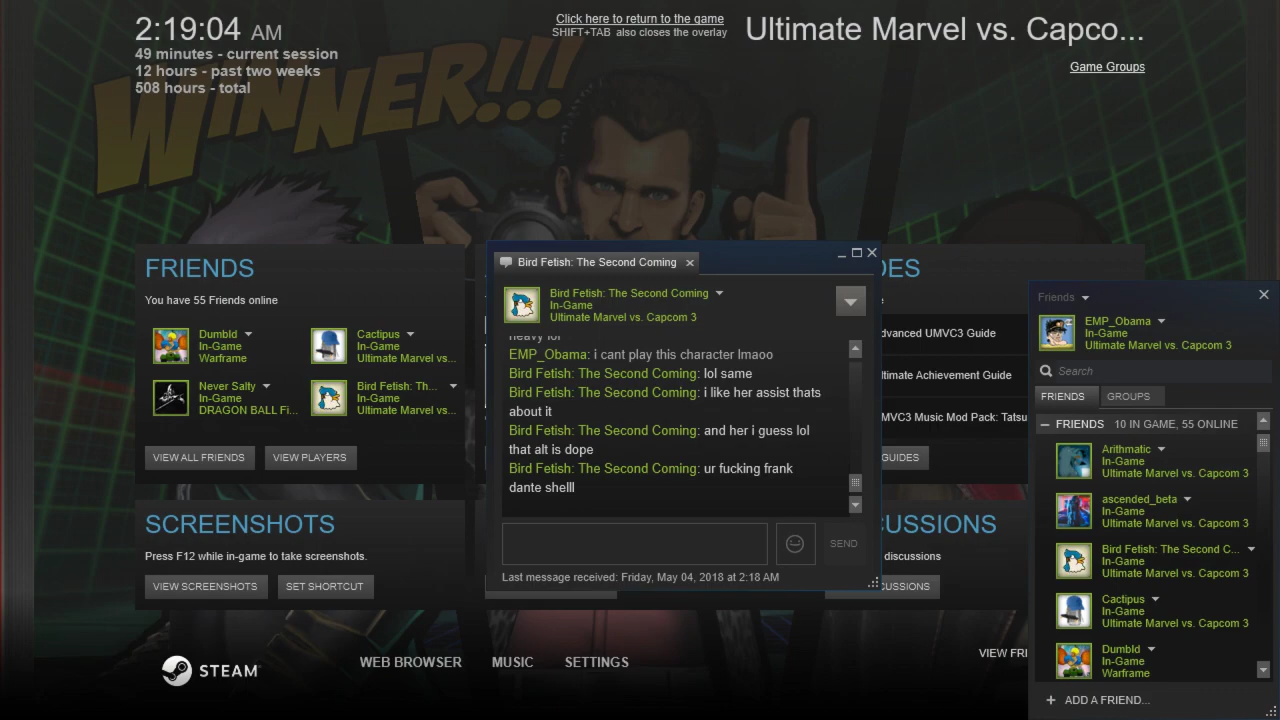 2:19:04 AM
49 minutes - current session
12 hours - past two weeks
508 hours - total
Click here to return to the game
SHIFT+TAB also closes the overlay
Ultimate Marvel vs. Capco...
Game Groups
WINNER!!!
FRIENDS
You have 55 Friends online
Dumbld
In-Game
Warframe
Cactipus
In-Game
Ultimate Marvel vs...
Never Salty
In-Game
DRAGON BALL Fi...
Bird Fetish: Th...
In-Game
Ultimate Marvel vs...
VIEW ALL FRIENDS
VIEW PLAYERS
SCREENSHOTS
Press F12 while in-game to take screenshots.
VIEW SCREENSHOTS
SET SHORTCUT
Bird Fetish: The Second Coming
Bird Fetish: The Second Coming
In-Game
Ultimate Marvel vs. Capcom 3
heavy lol
EMP_Obama: i cant play this character lmaoo
Bird Fetish: The Second Coming: lol same
Bird Fetish: The Second Coming: i like her assist thats
about it
Bird Fetish: The Second Coming: and her i guess lol
that alt is dope
Bird Fetish: The Second Coming: ur fucking frank
dante shelll
SEND
Last message received: Friday, May 04, 2018 at 2:18 AM
DES
dvanced UMVC3 Guide
ltimate Achievement Guide
MVC3 Music Mod Pack: Tatsu
GUIDES
CUSSIONS
discussions
CUSSIONS
Friends
EMP_Obama
In-Game
Ultimate Marvel vs. Capcom 3
Search
FRIENDS
GROUPS
FRIENDS 10 IN GAME, 55 ONLINE
Arithmatic
In-Game
Ultimate Marvel vs. Capcom 3
ascended_beta
In-Game
Ultimate Marvel vs. Capcom 3
Bird Fetish: The Second C...
In-Game
Ultimate Marvel vs. Capcom 3
Cactipus
In-Game
Ultimate Marvel vs. Capcom 3
Dumbld
In-Game
Warframe
+ ADD A FRIEND...
STEAM
WEB BROWSER
MUSIC
SETTINGS
VIEW FRI